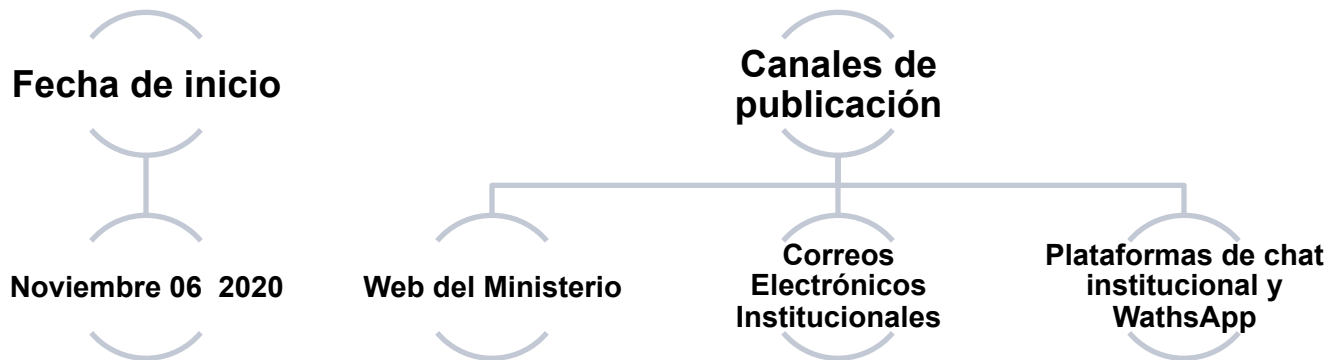 Fecha de inicio
Noviembre 06 2020
Canales de
publicación
Web del Ministerio
Correos
Electrónicos
Institucionales
Plataformas de chat
institucional y
WathsApp